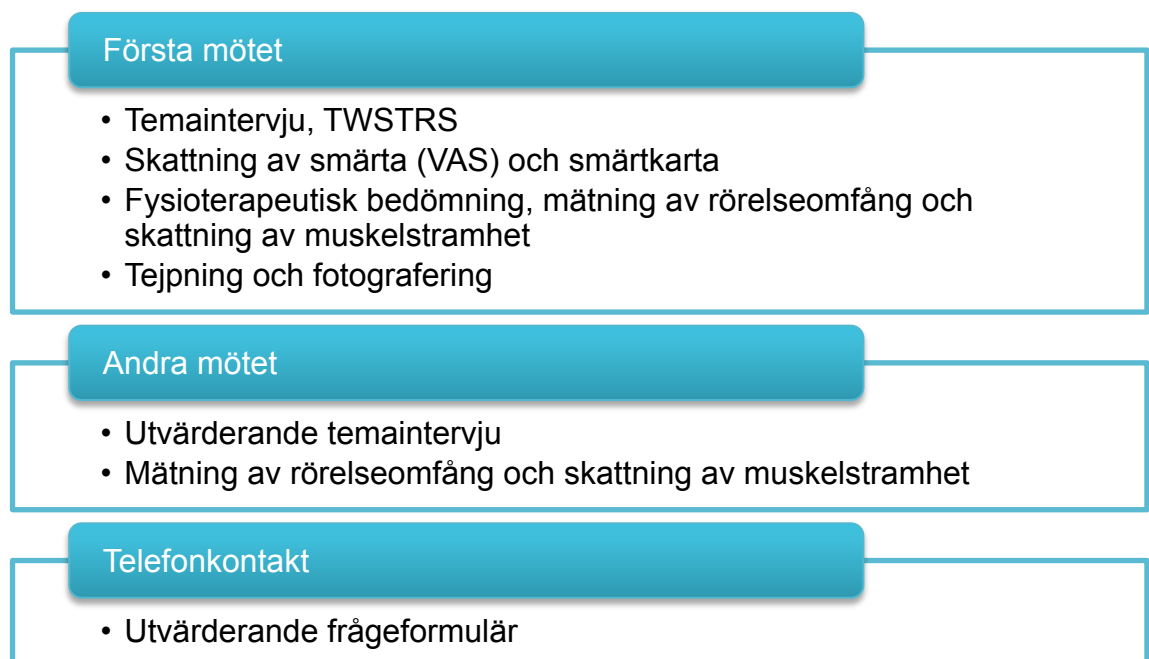 Första mötet
• Temaintervju, TWSTRS
• Skattning av smärta (VAS) och smärtkarta
• Fysioterapeutisk bedömning, mätning av rörelseomfång och
skattning av muskelstramhet
• Tejpning och fotografering
Andra mötet
• Utvärderande temaintervju
• Mätning av rörelseomfång och skattning av muskelstramhet
Telefonkontakt
• Utvärderande frågeformulär